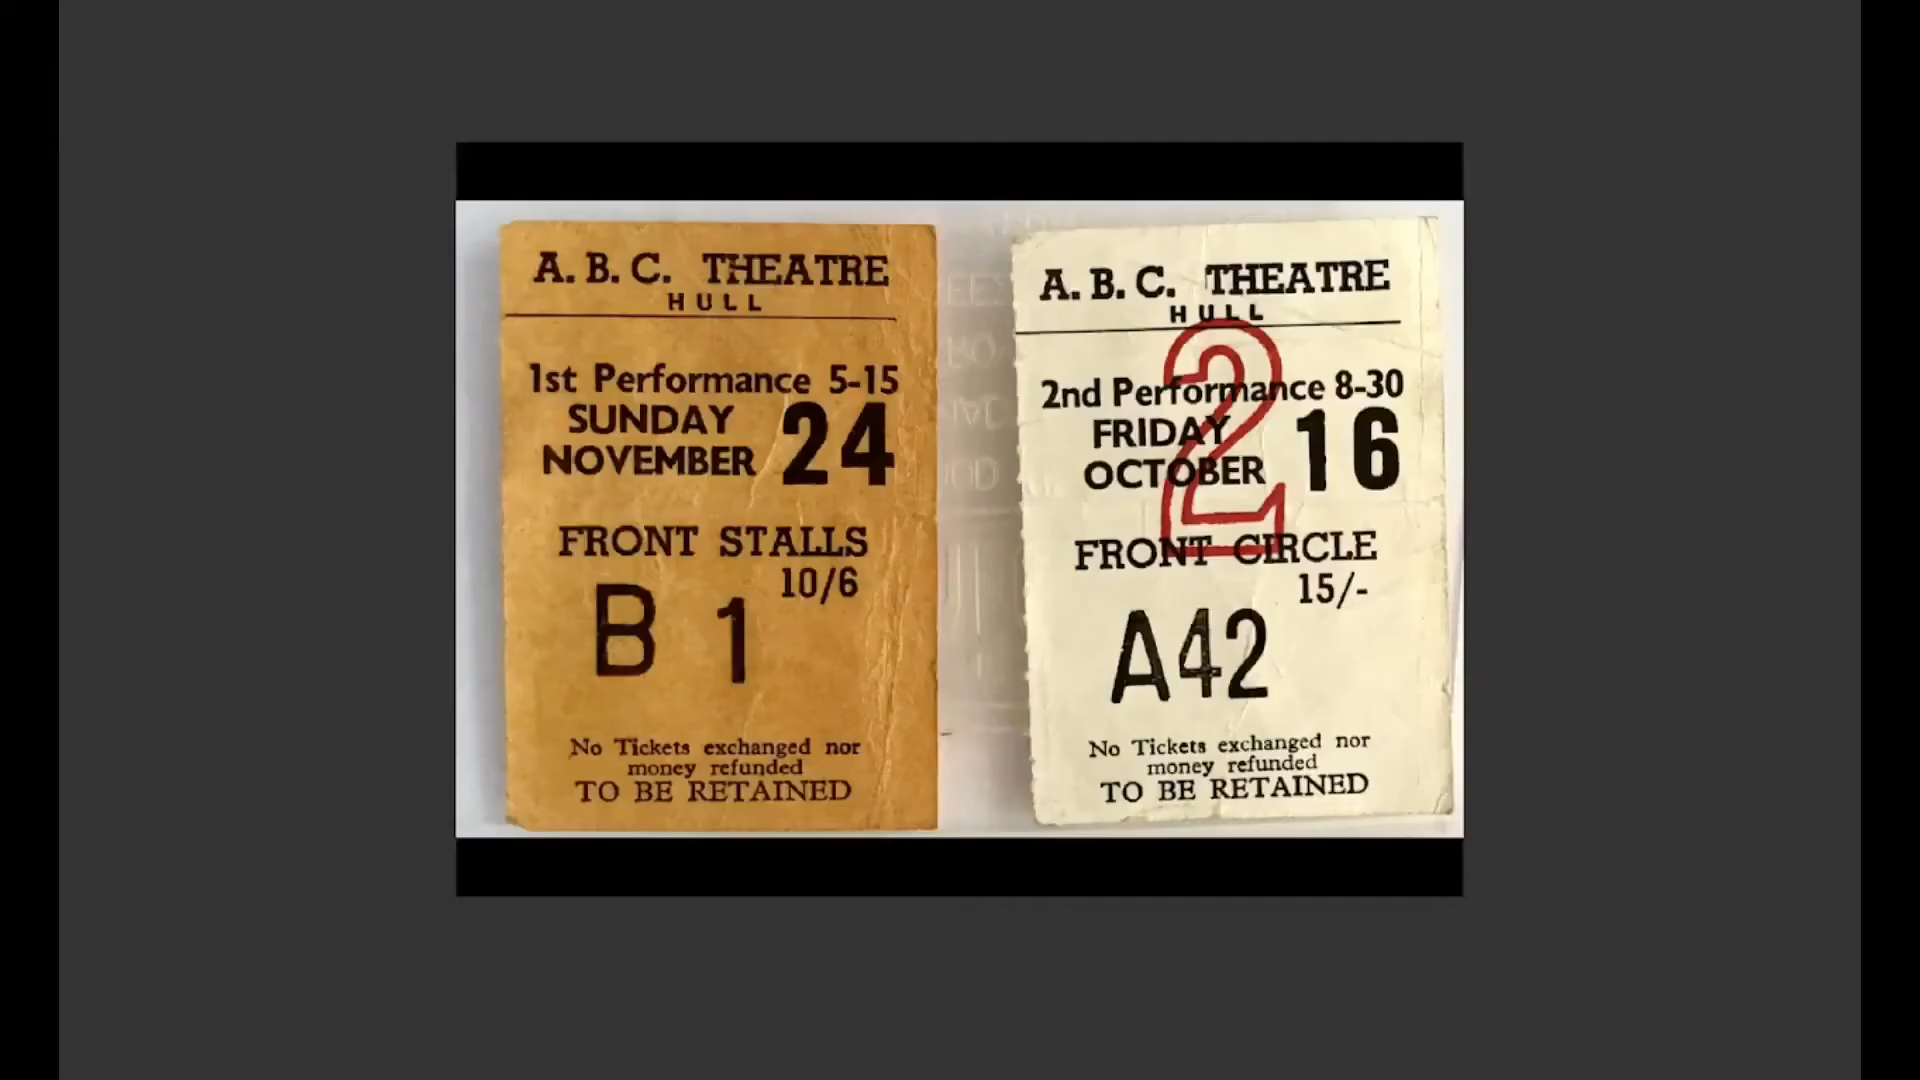 A. B. C. THEATRE
HULL
1st Performance 5-15
SUNDAY
NOVEMBER 24
FRONT STALLS
10/6
B 1
No Tickets exchanged nor
money refunded
TO BE RETAINED
A. B. C. THEATRE
HULL
2
2nd Performance 8-30
FRIDAY
OCTOBER 16
FRONT CIRCLE
15/-
A42
No Tickets exchanged nor
money refunded
TO BE RETAINED